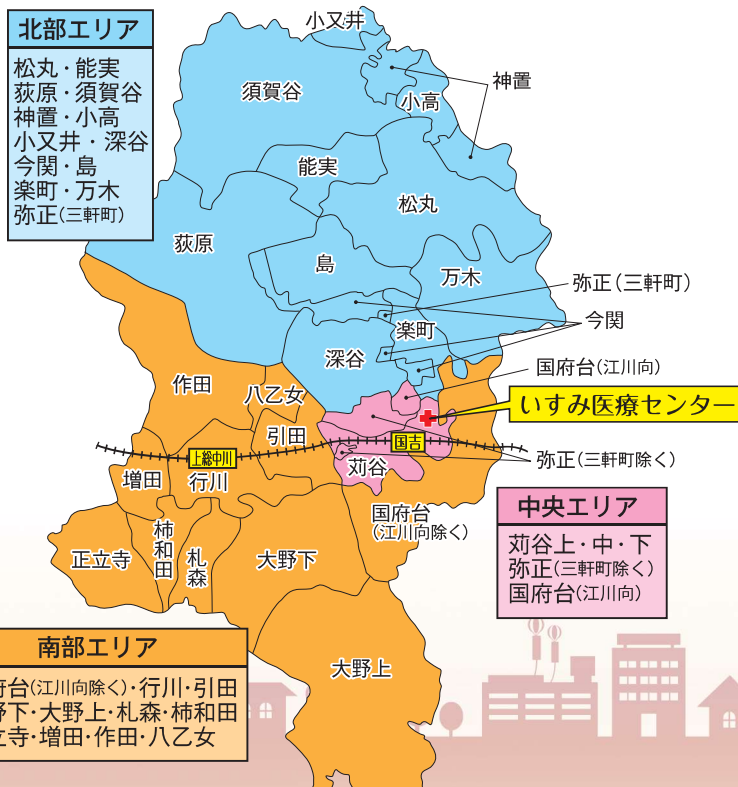 北部エリア
松丸・能実
荻原・須賀谷
神置・小高
小又井・深谷
今関・島
楽町・万木
弥正(三軒町)
小又井
神置
須賀谷
小高
能実
松丸
荻原
島
万木
弥正(三軒町)
今関
楽町
深谷
国府台(江川向)
作田
八乙女
いすみ医療センター
引田
国吉
上総中川
弥正(三軒町除く)
苅谷
増田
行川
中央エリア
苅谷上・中・下
弥正(三軒町除く)
国府台(江川向)
国府台
(江川向除く)
正立寺
柿和田
札森
大野下
大野上
南部エリア
府台(江川向除く)・行川・引田
野下・大野上・札森・柿和田
立寺・増田・作田・八乙女